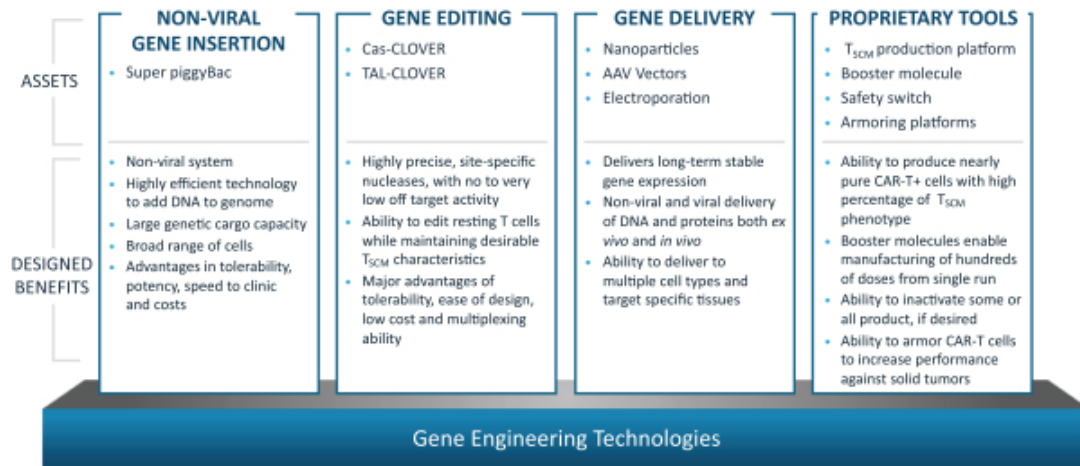 NON-VIRAL
GENE INSERTION
GENE EDITING
GENE DELIVERY
PROPRIETARY TOOLS
ASSETS
• Super piggyBac
• Cas-CLOVER
• TAL-CLOVER
• Nanoparticles
• AAV Vectors
• Electroporation
• TSCM production platform
• Booster molecule
• Safety switch
• Armoring platforms
DESIGNED
BENEFITS
• Non-viral system
• Highly efficient technology
to add DNA to genome
• Large genetic cargo capacity
• Broad range of cells
• Advantages in tolerability,
potency, speed to clinic
and costs
• Highly precise, site-specific
nucleases, with no to very
low off target activity
• Ability to edit resting T cells
while maintaining desirable
TSCM characteristics
• Major advantages of
tolerability, ease of design,
low cost and multiplexing
ability
• Delivers long-term stable
gene expression
• Non-viral and viral delivery
of DNA and proteins both ex
vivo and in vivo
• Ability to deliver to
multiple cell types and
target specific tissues
• Ability to produce nearly
pure CAR-T+ cells with high
percentage of TSCM
phenotype
• Booster molecules enable
manufacturing of hundreds
of doses from single run
• Ability to inactivate some or
all product, if desired
• Ability to armor CAR-T cells
to increase performance
against solid tumors
Gene Engineering Technologies